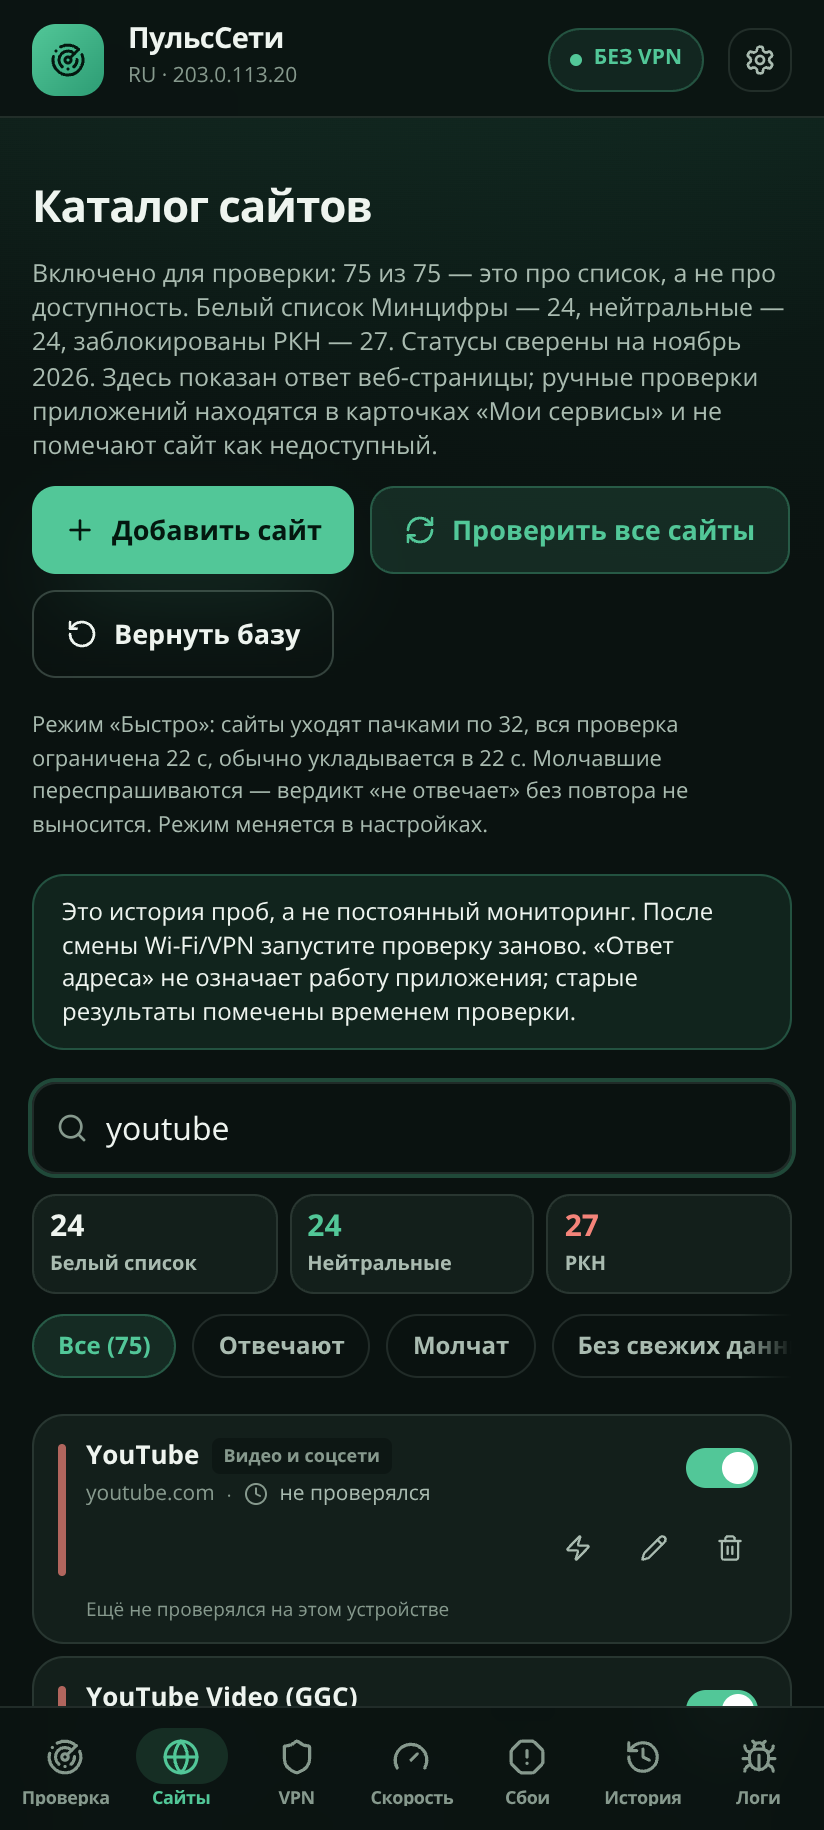 ПульсСети
RU · 203.0.113.20
БЕЗ VPN
Каталог сайтов
Включено для проверки: 75 из 75 — это про список, а не про
доступность. Белый список Минцифры — 24, нейтральные —
24, заблокированы РКН — 27. Статусы сверены на ноябрь
2026. Здесь показан ответ веб-страницы; ручные проверки
приложений находятся в карточках «Мои сервисы» и не
помечают сайт как недоступный.
Добавить сайт
Проверить все сайты
Вернуть базу
Режим «Быстро»: сайты уходят пачками по 32, вся проверка
ограничена 22 с, обычно укладывается в 22 с. Молчавшие
переспрашиваются — вердикт «не отвечает» без повтора не
выносится. Режим меняется в настройках.
Это история проб, а не постоянный мониторинг. После
смены Wi-Fi/VPN запустите проверку заново. «Ответ
адреса» не означает работу приложения; старые
результаты помечены временем проверки.
youtube
24
Белый список
24
Нейтральные
27
РКН
Все (75)
Отвечают
Молчат
Без свежих данн
YouTube
Видео и соцсети
youtube.com · не проверялся
Ещё не проверялся на этом устройстве
YouTube Video (GGC)
Проверка
Сайты
VPN
Скорость
Сбои
История
Логи